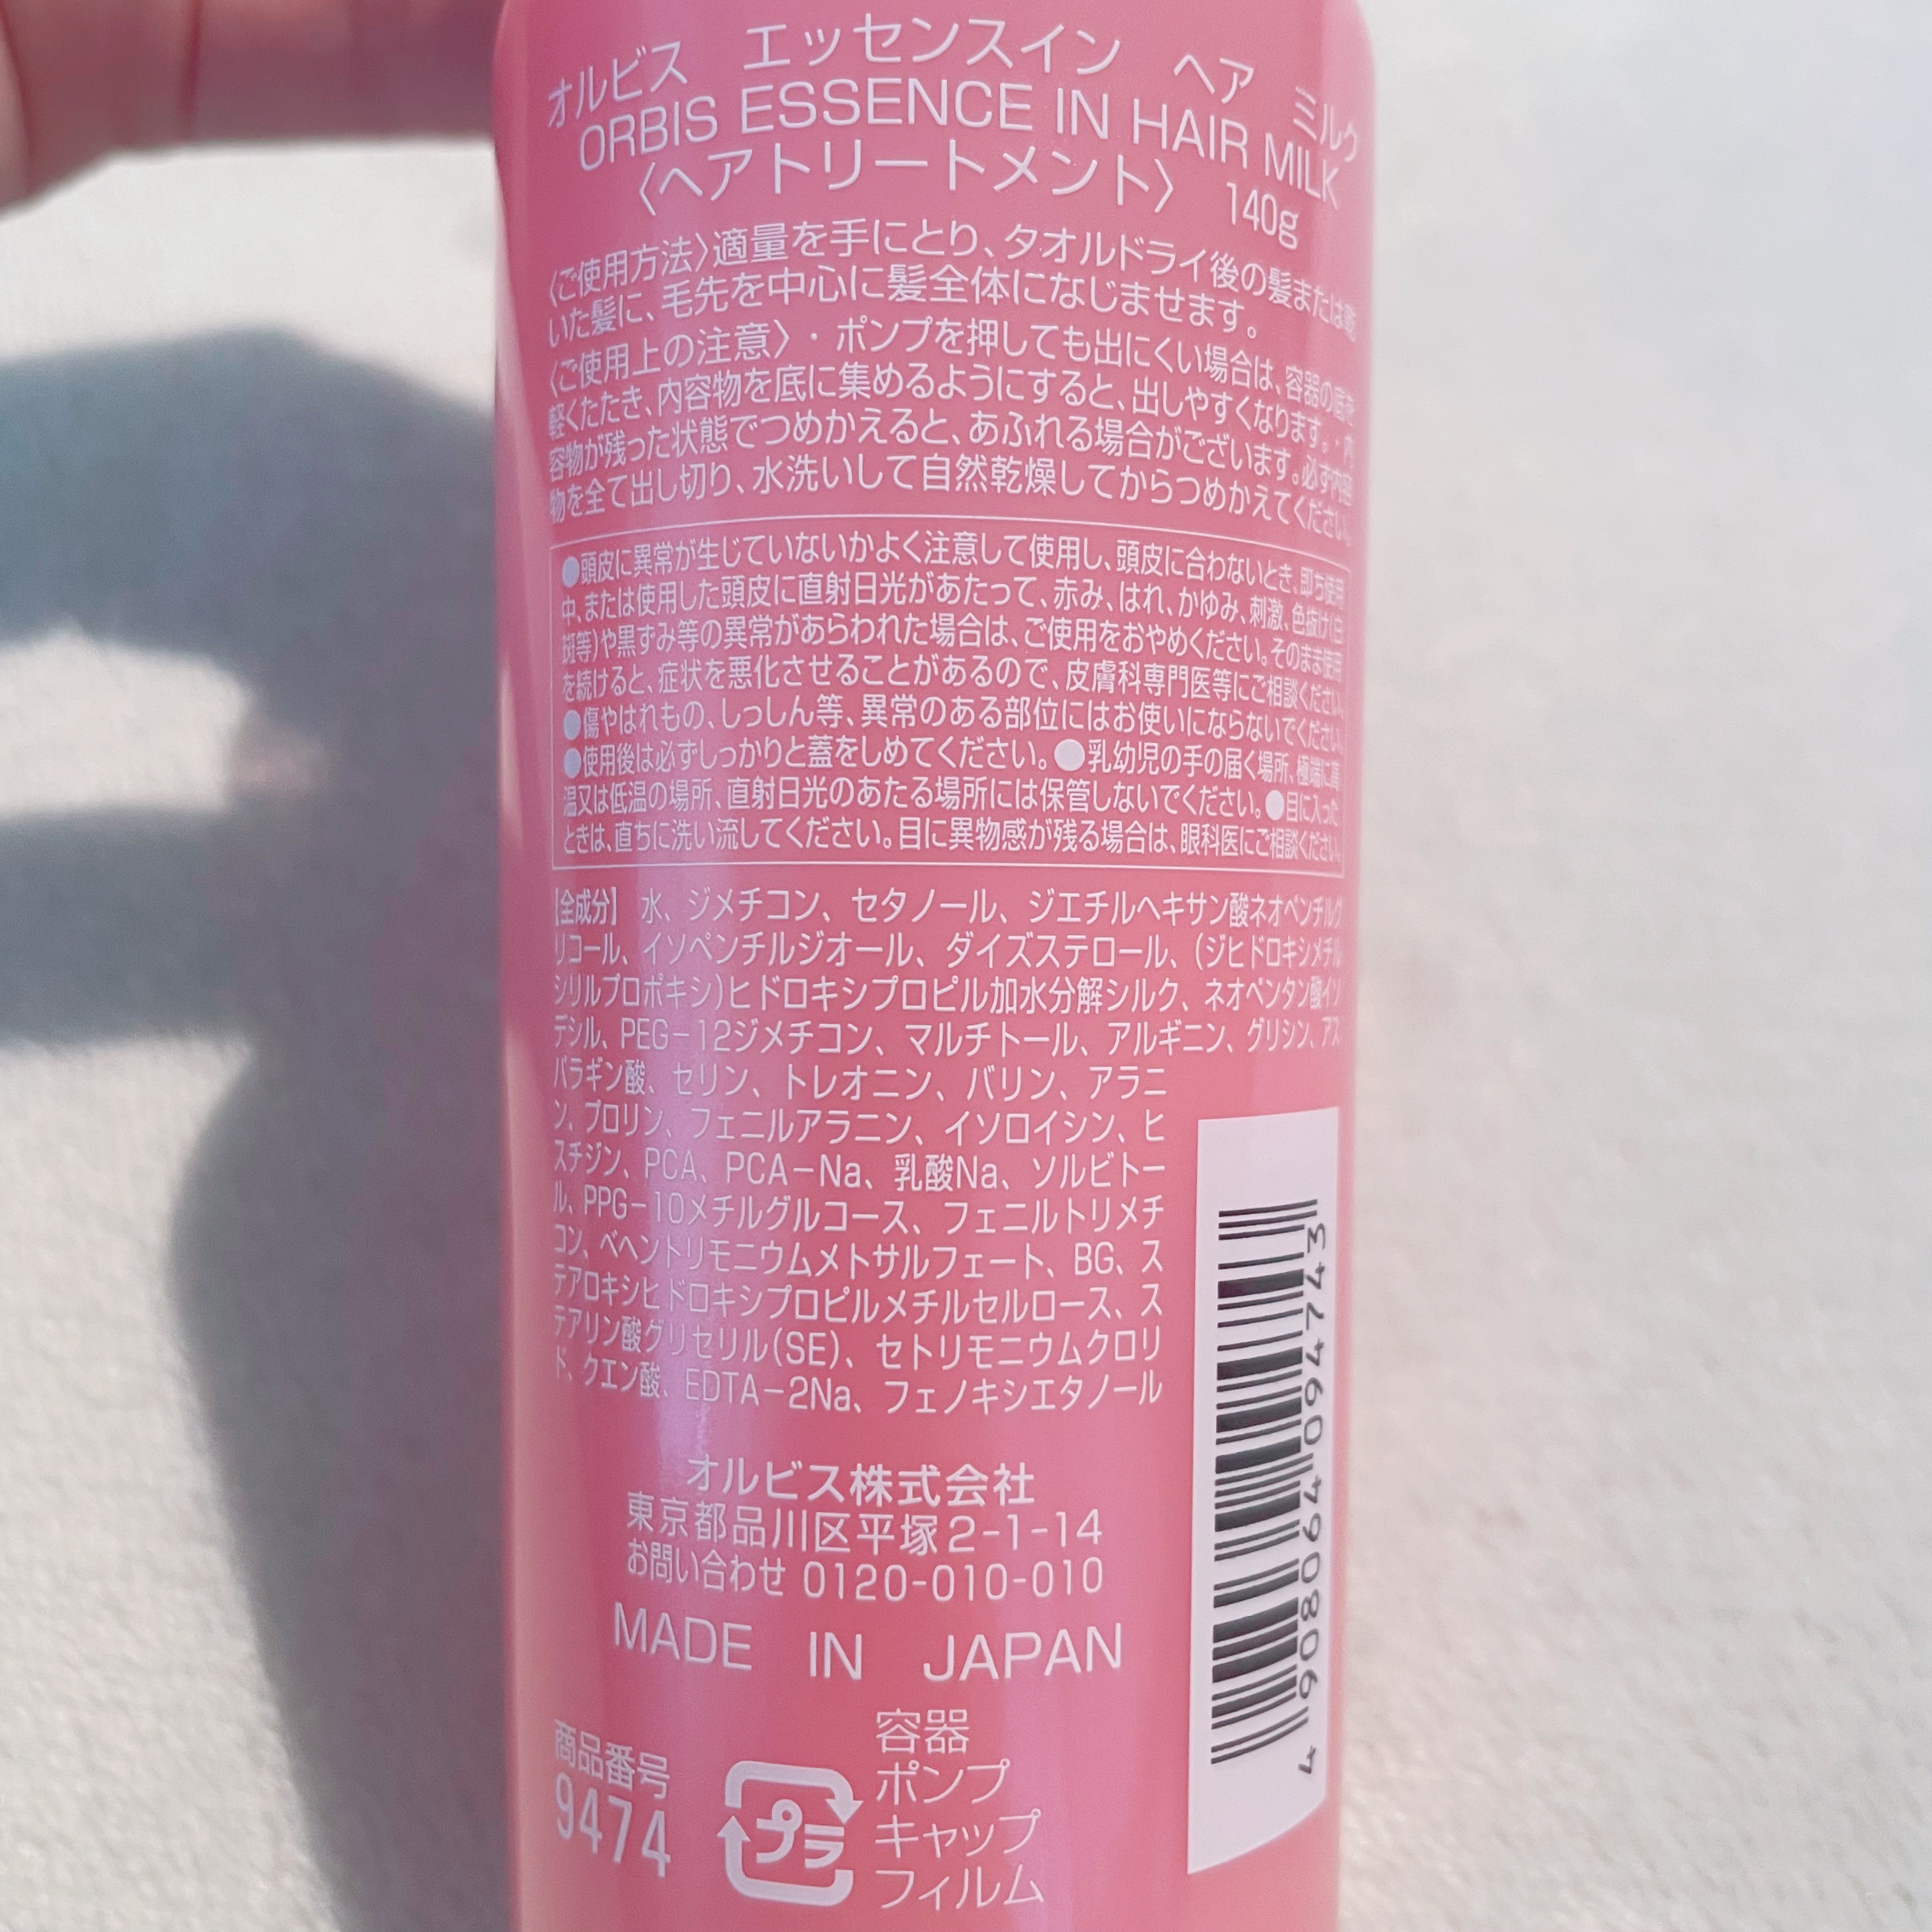 オルビス エッセンスイン ヘア ミルク
ORBIS ESSENCE IN HAIR MILK
〈ヘアトリートメント〉 140g
〈ご使用方法〉適量を手にとり、タオルドライ後の髪または乾
いた髪に、毛先を中心に髪全体になじませます。
〈ご使用上の注意〉・ポンプを押しても出にくい場合は、容器の底を
軽くたたき、内容物を底に集めるようにすると、出しやすくなります。・内
容物が残った状態でつめかえると、あふれる場合がございます。必ず内容
物を全て出し切り、水洗いして自然乾燥してからつめかえてください。
●頭皮に異常が生じていないかよく注意して使用し、頭皮に合わないとき、即ち使用
中、または使用した頭皮に直射日光があたって、赤み、はれ、かゆみ、刺激、色抜け(白
斑等)や黒ずみ等の異常があらわれた場合は、ご使用をおやめください。そのまま使用
を続けると、症状を悪化させることがあるので、皮膚科専門医等にご相談ください。
●傷やはれもの、しっしん等、異常のある部位にはお使いにならないでください。
●使用後は必ずしっかりと蓋をしめてください。●乳幼児の手の届く場所、極端に高
温又は低温の場所、直射日光のあたる場所には保管しないでください。●目に入った
ときは、直ちに洗い流してください。目に異物感が残る場合は、眼科医にご相談ください。
【全成分】 水、ジメチコン、セタノール、ジエチルヘキサン酸ネオペンチルグ
リコール、イソペンチルジオール、ダイズステロール、(ジヒドロキシメチル
シリルプロポキシ)ヒドロキシプロピル加水分解シルク、ネオペンタン酸イソ
デシル、PEG-12ジメチコン、マルチトール、アルギニン、グリシン、アス
パラギン酸、セリン、トレオニン、バリン、アラニ
ン、プロリン、フェニルアラニン、イソロイシン、ヒ
スチジン、PCA、PCA-Na、乳酸Na、ソルビトー
ル、PPG-10メチルグルコース、フェニルトリメチ
コン、ベヘントリモニウムメトサルフェート、BG、ス
テアロキシヒドロキシプロピルメチルセルロース、ス
テアリン酸グリセリル(SE)、セトリモニウムクロリ
ド、クエン酸、EDTA-2Na、フェノキシエタノール
オルビス株式会社
東京都品川区平塚2-1-14
お問い合わせ 0120-010-010
MADE IN JAPAN
商品番号
9474
プラ
容器
ポンプ
キャップ
フィルム
4 908064 094743